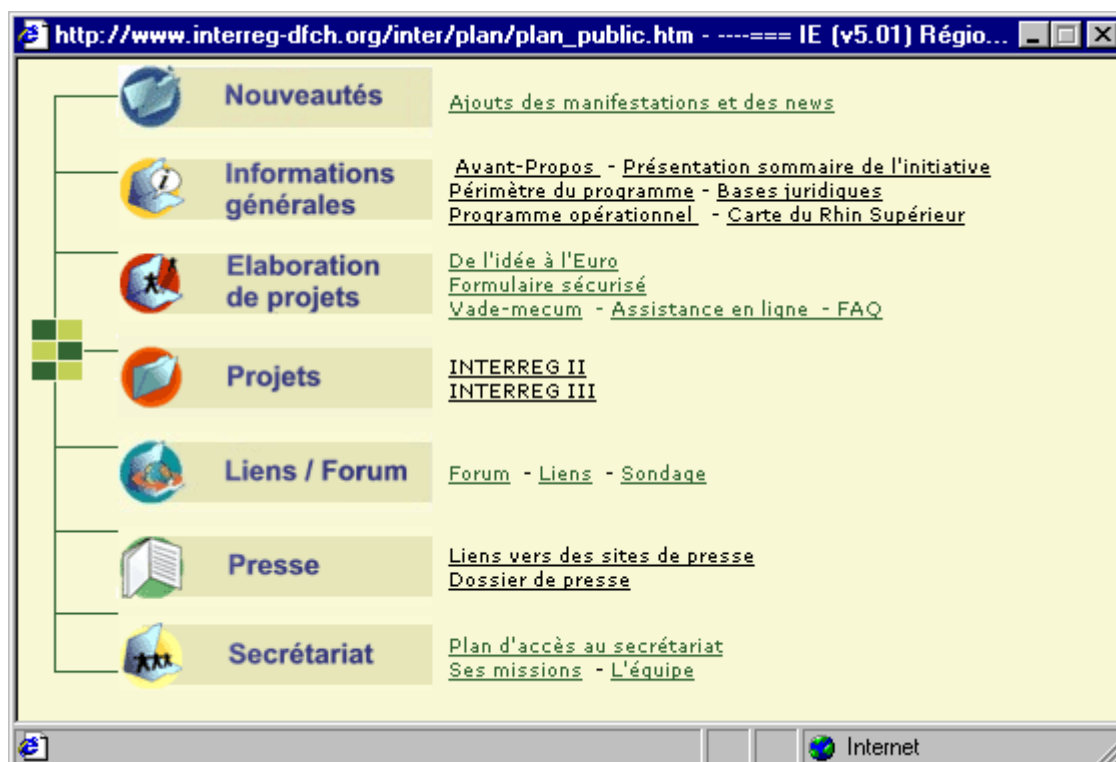 http://www.interreg-dfch.org/inter/plan/plan_public.htm - ----=== IE (v5.01) Régio...
Nouveautés
Ajouts des manifestations et des news
Informations
générales
Avant-Propos - Présentation sommaire de l'initiative
Périmètre du programme - Bases juridiques
Programme opérationnel - Carte du Rhin Supérieur
Elaboration
de projets
De l'idée à l'Euro
Formulaire sécurisé
Vade-mecum - Assistance en ligne - FAQ
Projets
INTERREG II
INTERREG III
Liens / Forum
Forum - Liens - Sondage
Presse
Liens vers des sites de presse
Dossier de presse
Secrétariat
Plan d'accès au secrétariat
Ses missions - L'équipe
Internet